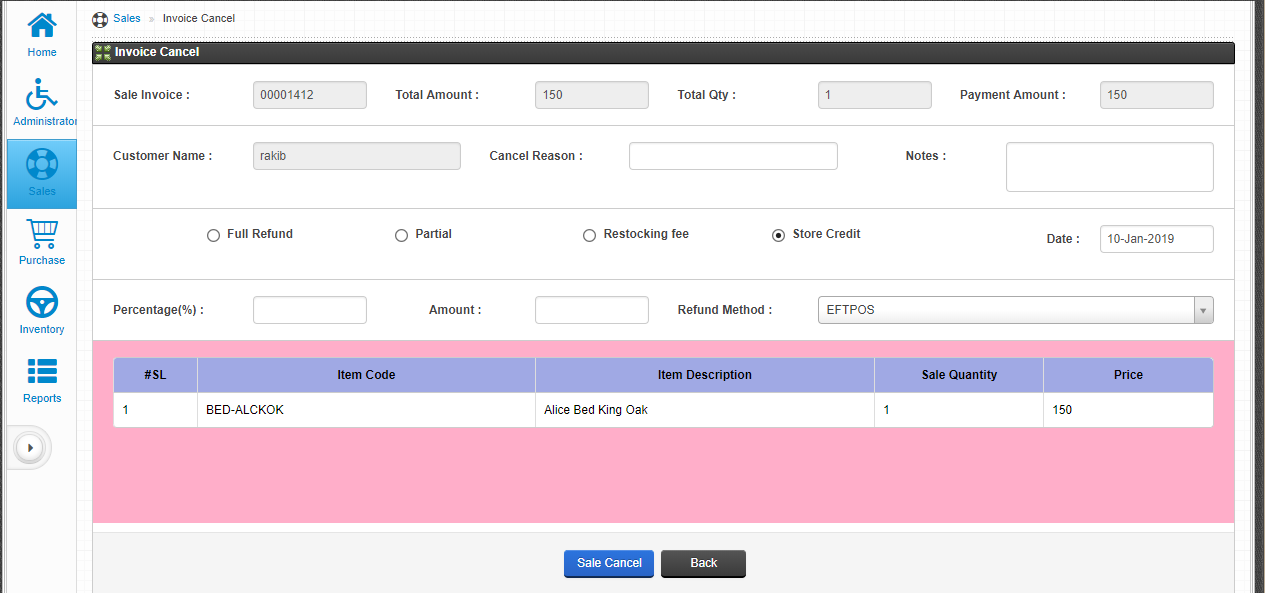 Home
Administrator
Sales
Purchase
Inventory
Reports
Sales » Invoice Cancel
Invoice Cancel
Sale Invoice : 00001412 Total Amount : 150 Total Qty : 1 Payment Amount : 150
Customer Name : rakib Cancel Reason : Notes :
Full Refund Partial Restocking fee Store Credit Date : 10-Jan-2019
Percentage(%) : Amount : Refund Method : EFTPOS
#SL Item Code Item Description Sale Quantity Price
1 BED-ALCKOK Alice Bed King Oak 1 150
Sale Cancel Back